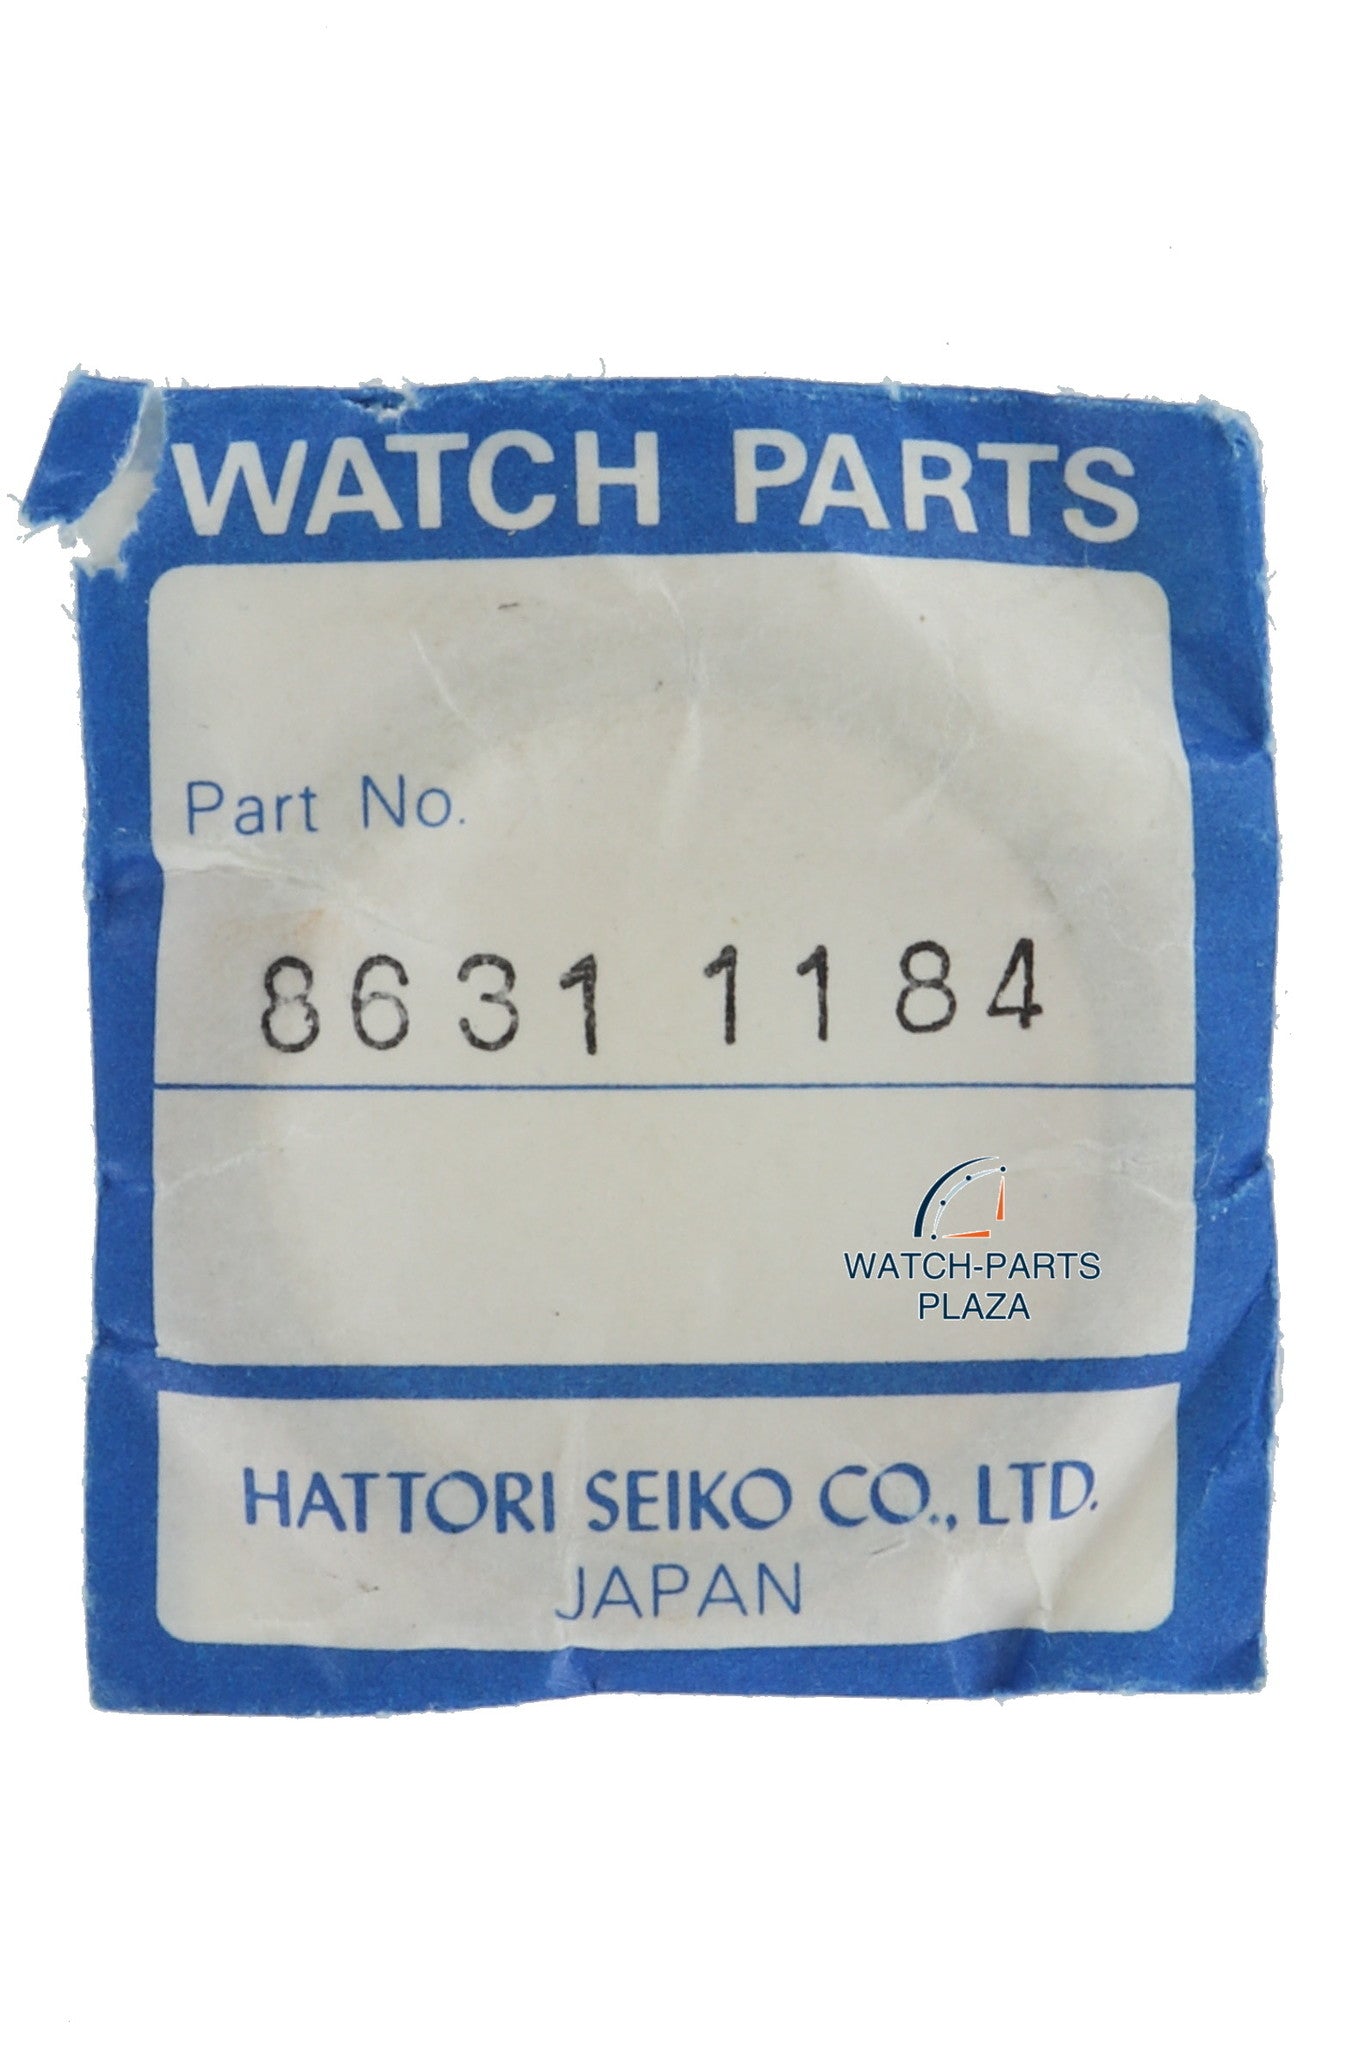 WATCH PARTS
Part No.
8631 1184
WATCH-PARTS
PLAZA
HATTORI SEIKO CO., LTD.
JAPAN